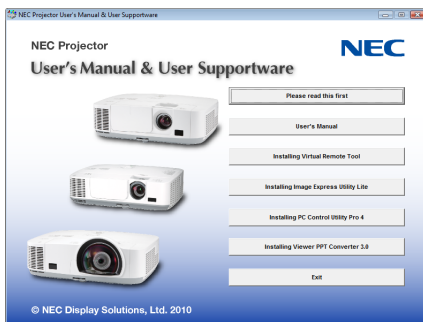 NEC Projector User's Manual & User Supportware
NEC Projector
NEC
User's Manual & User Supportware
Please read this first
User's Manual
Installing Virtual Remote Tool
Installing Image Express Utility Lite
Installing PC Control Utility Pro 4
Installing Viewer PPT Converter 3.0
Exit
© NEC Display Solutions, Ltd. 2010